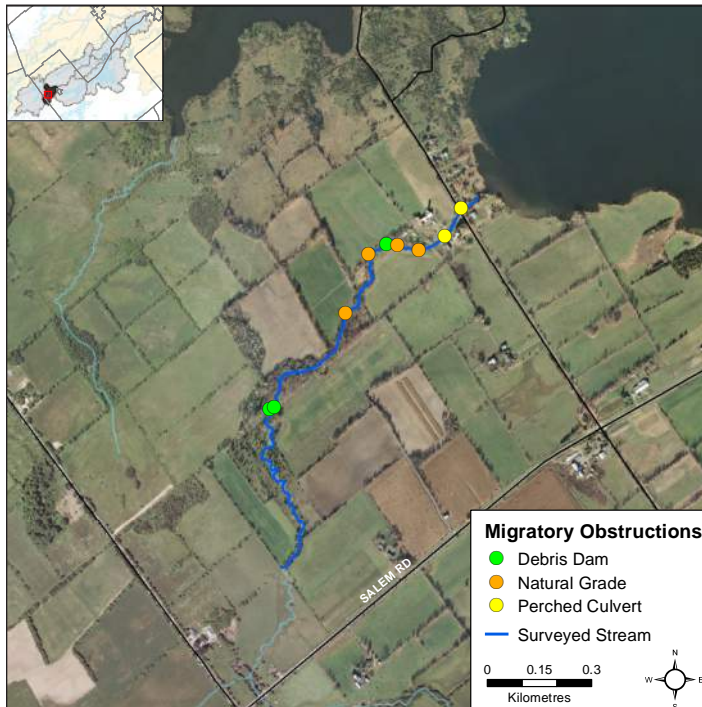 SALEM RD
Migratory Obstructions
Debris Dam
Natural Grade
Perched Culvert
Surveyed Stream
0 0.15 0.3
Kilometres
N
W E
S